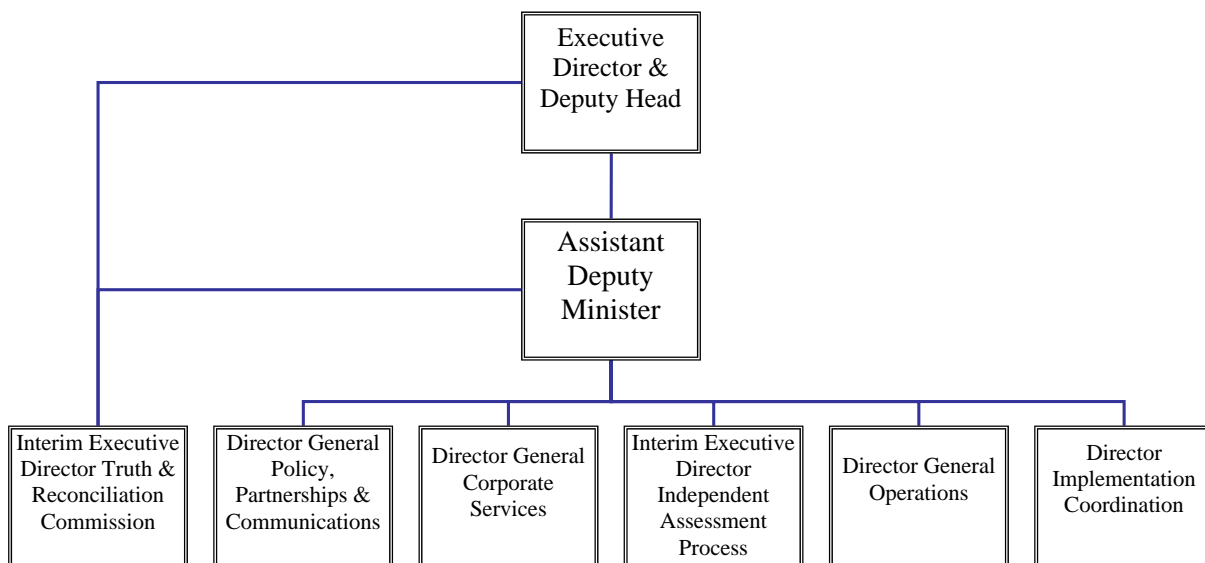 Executive
Director &
Deputy Head
Assistant
Deputy
Minister
Interim Executive
Director Truth &
Reconciliation
Commission
Director General
Policy,
Partnerships &
Communications
Director General
Corporate
Services
Interim Executive
Director
Independent
Assessment
Process
Director General
Operations
Director
Implementation
Coordination